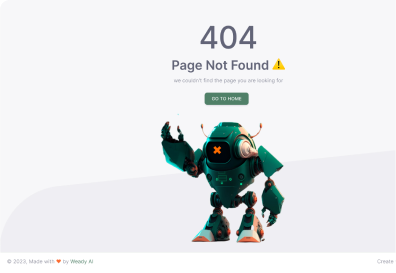 404
Page Not Found ⚠️
we couldn't find the page you are looking for
GO TO HOME
© 2023, Made with ❤️ by Weady AI
Create